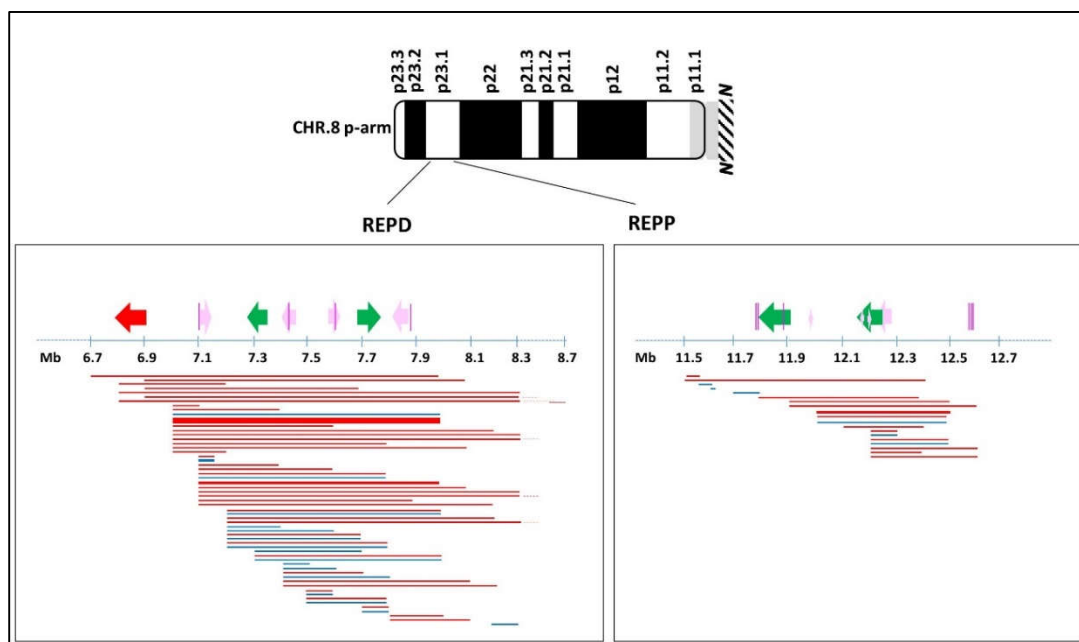 p23.3 p23.2 p23.1 p22 p21.3 p21.2 p21.1 p12 p11.2 p11.1
CHR.8 p-arm
N
N
REPD REPP
Mb 6.7 6.9 7.1 7.3 7.5 7.7 7.9 8.1 8.3 8.7
Mb 11.5 11.7 11.9 12.1 12.3 12.5 12.7